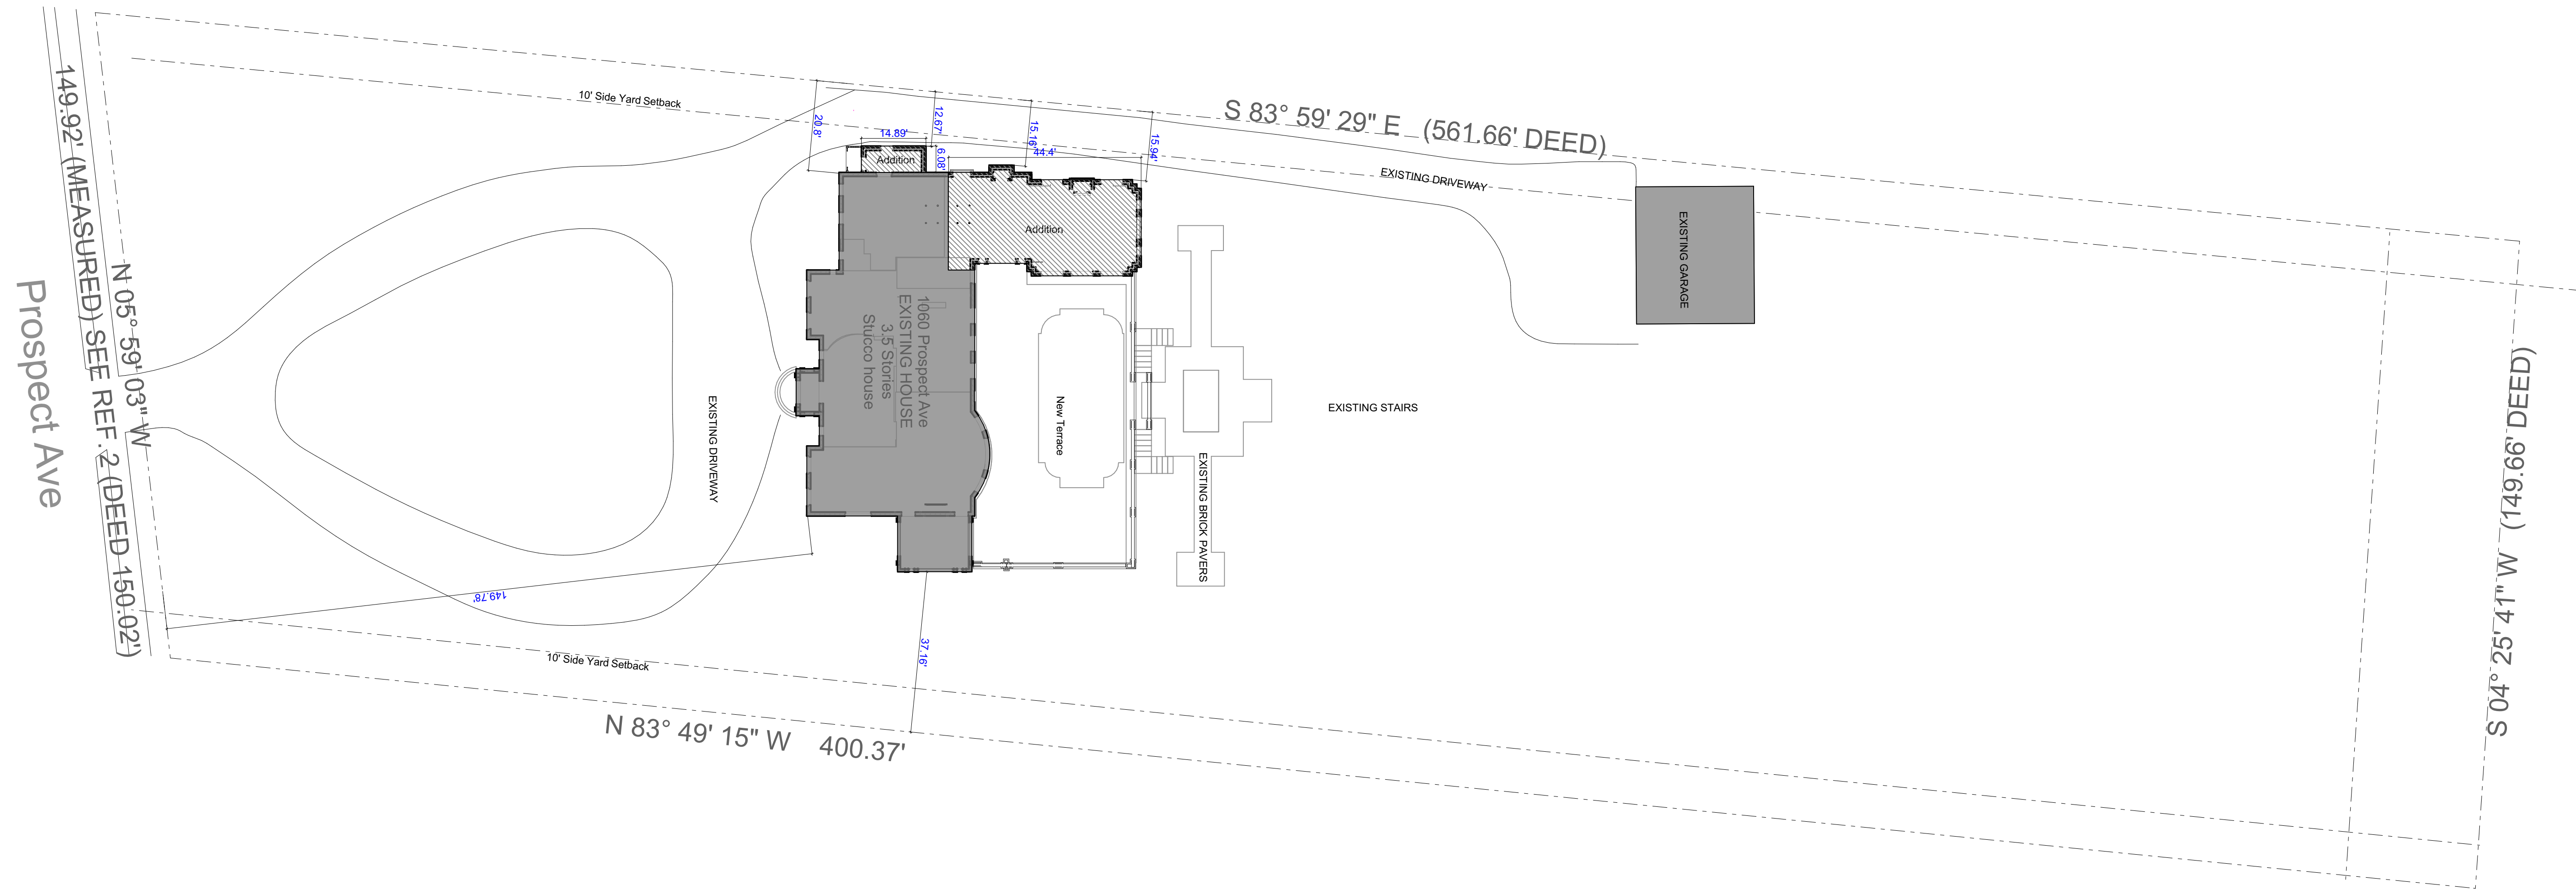 Prospect Ave
149.92' (MEASURED) SEE REF. 2 (DEED 150.02')
N 05° 59' 03" W
10' Side Yard Setback
S 83° 59' 29" E (561.66' DEED)
20.8'
14.89'
12.67'
6.08'
15.16'
44.4'
15.94'
Addition
Addition
EXISTING DRIVEWAY
EXISTING GARAGE
1060 Prospect Ave
EXISTING HOUSE
3.5 Stories
Stucco house
EXISTING DRIVEWAY
New Terrace
EXISTING STAIRS
EXISTING BRICK PAVERS
149.78'
37.16'
10' Side Yard Setback
N 83° 49' 15" W 400.37'
S 04° 25' 41" W (149.66' DEED)